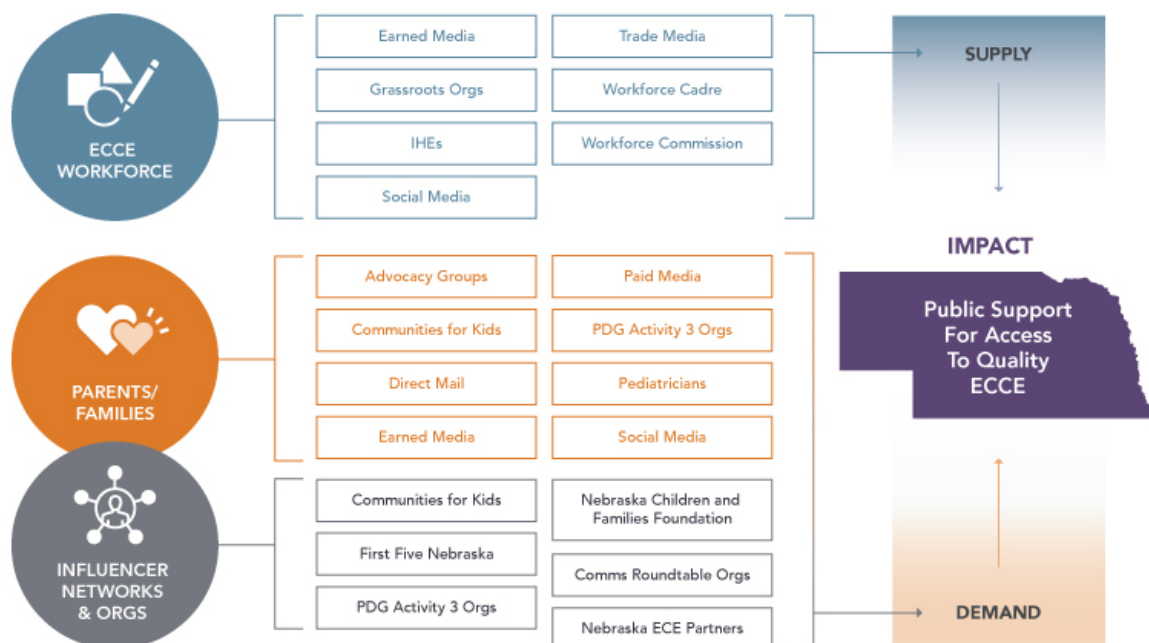 ECCE
WORKFORCE
Earned Media
Trade Media
Grassroots Orgs
Workforce Cadre
IHEs
Workforce Commission
Social Media
SUPPLY
IMPACT
Public Support
For Access
To Quality
ECCE
PARENTS/
FAMILIES
Advocacy Groups
Paid Media
Communities for Kids
PDG Activity 3 Orgs
Direct Mail
Pediatricians
Earned Media
Social Media
INFLUENCER
NETWORKS
& ORGS
Communities for Kids
Nebraska Children and
Families Foundation
First Five Nebraska
Comms Roundtable Orgs
PDG Activity 3 Orgs
Nebraska ECE Partners
DEMAND